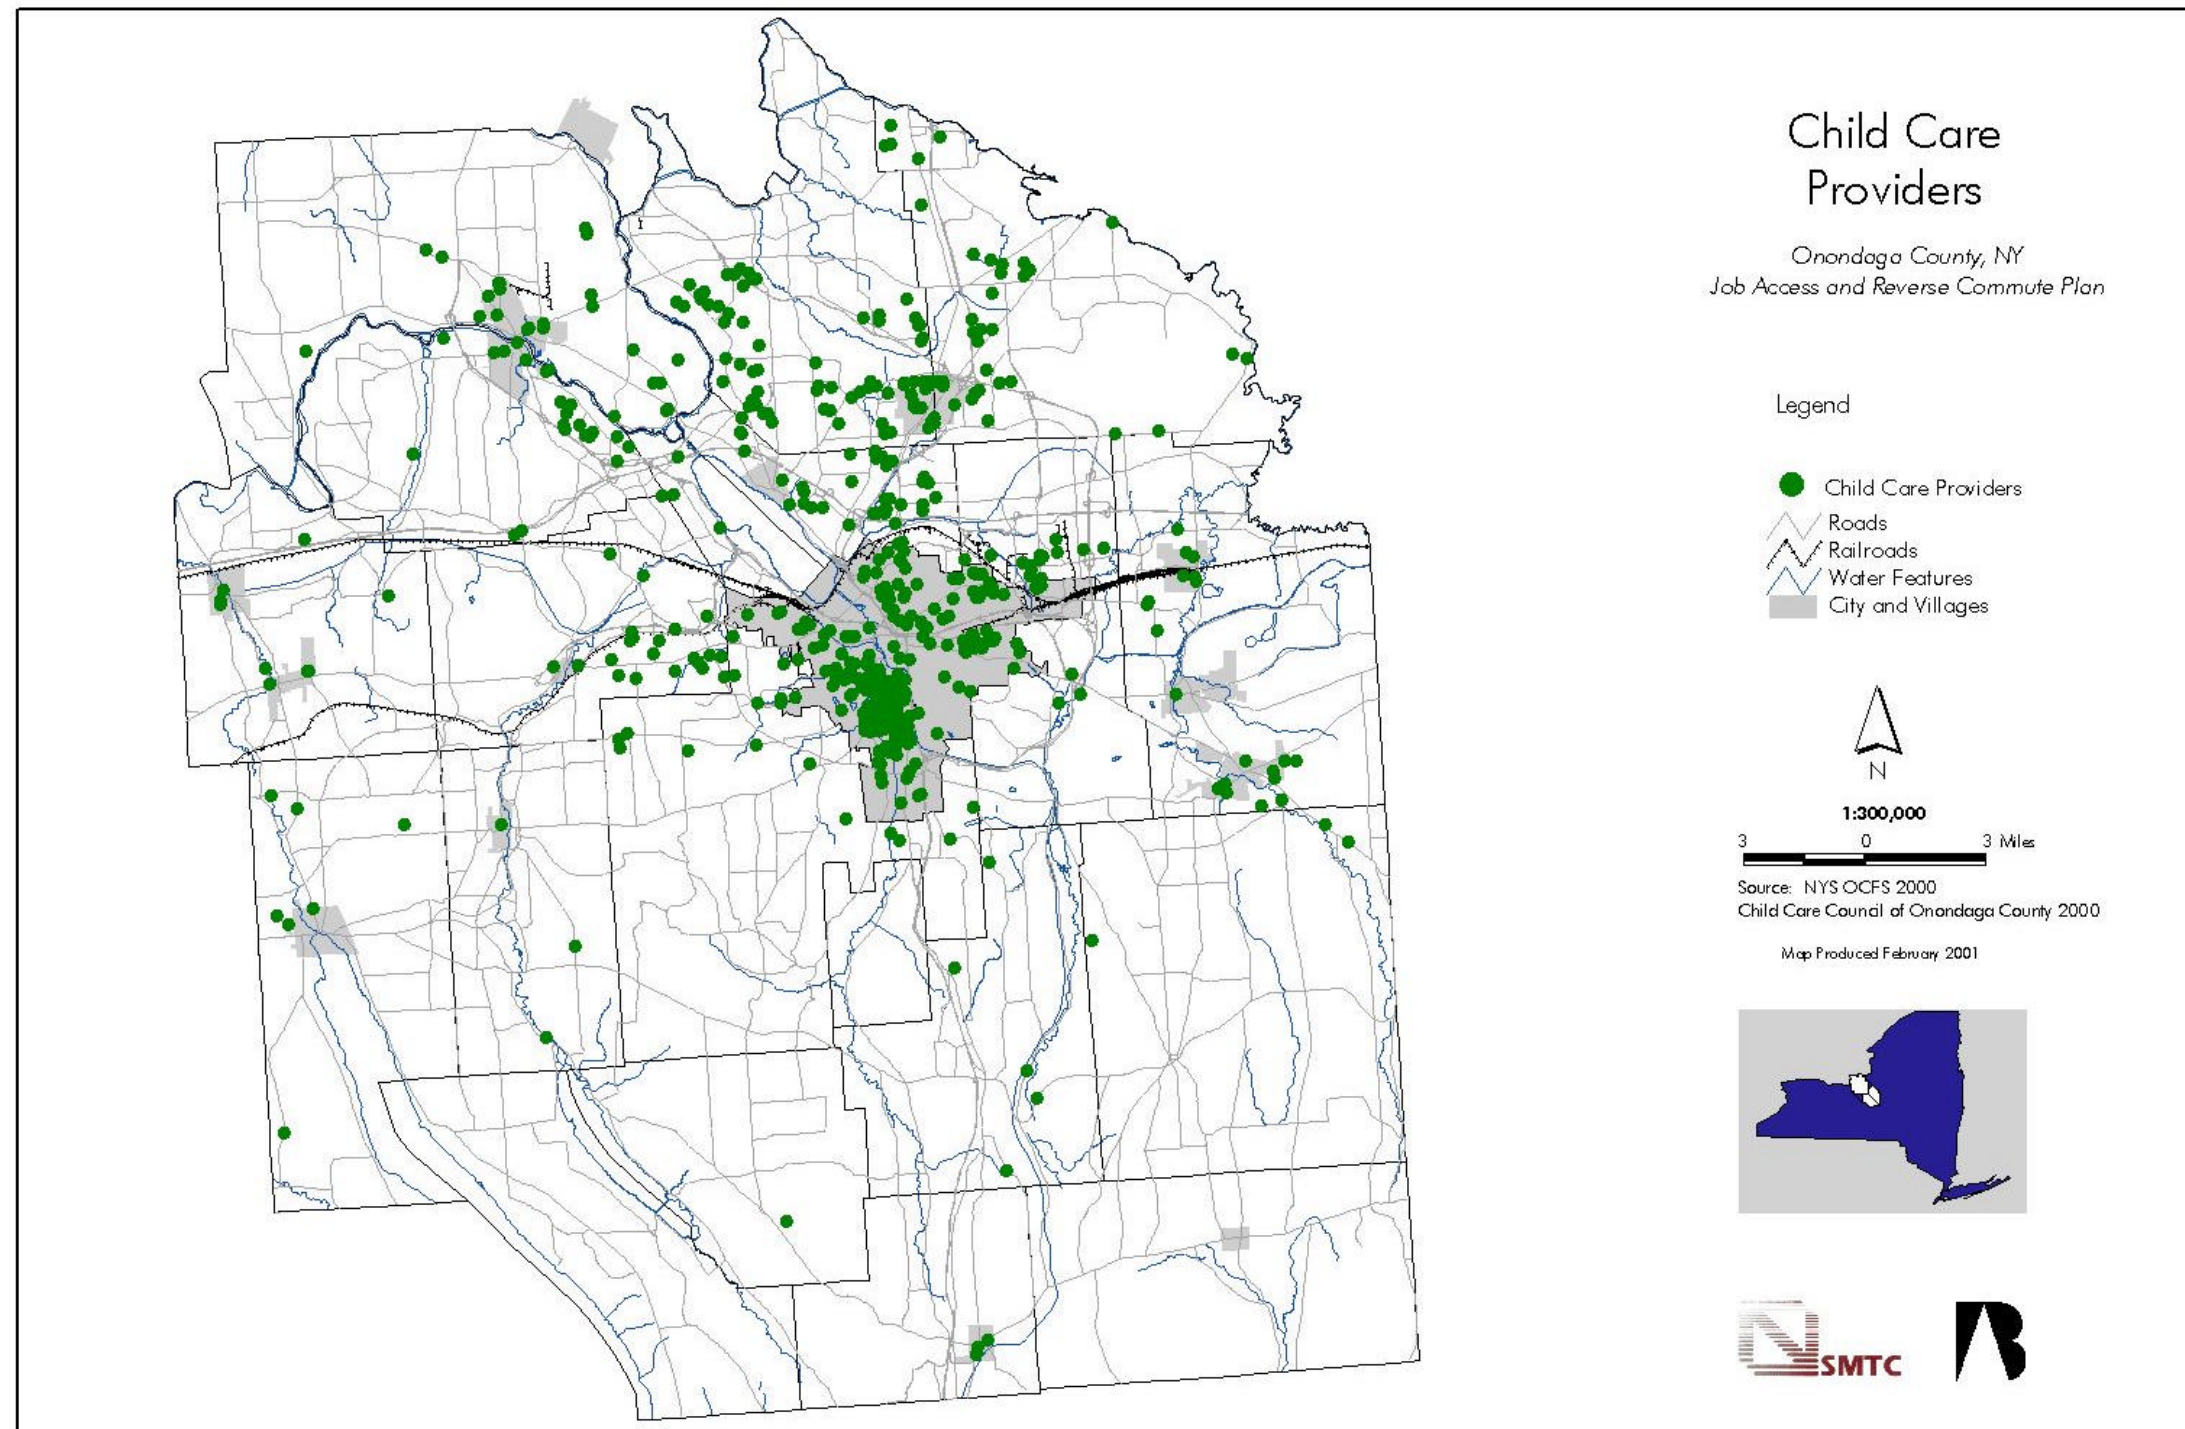 Child Care
Providers
Onondaga County, NY
Job Access and Reverse Commute Plan
Legend
Child Care Providers
Roads
Railroads
Water Features
City and Villages
N
1:300,000
3 0 3 Miles
Source: NYS OCFS 2000
Child Care Council of Onondaga County 2000
Map Produced February 2001
SMTC